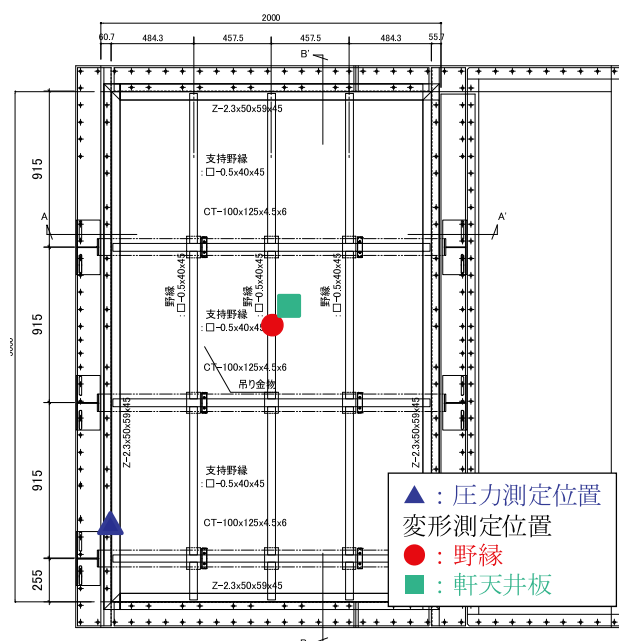 2000
60.7 484.3 457.5 457.5 484.3 55.7
B'
Z-2.3x50x59x45
915
支持野縁
:□-0.5x40x45
CT-100x125x4.5x6
A A'
野縁
:□-0.5x40x45
野縁
:□-0.5x40x45
野縁
:□-0.5x40x45
915
支持野縁
:□-0.5x40x45
CT-100x125x4.5x6
吊り金物
Z-2.3x50x59x45
Z-2.3x50x59x45
915
支持野縁
:□-0.5x40x45
CT-100x125x4.5x6
255
Z-2.3x50x59x45
▲:圧力測定位置
変形測定位置
●:野縁
■:軒天井板